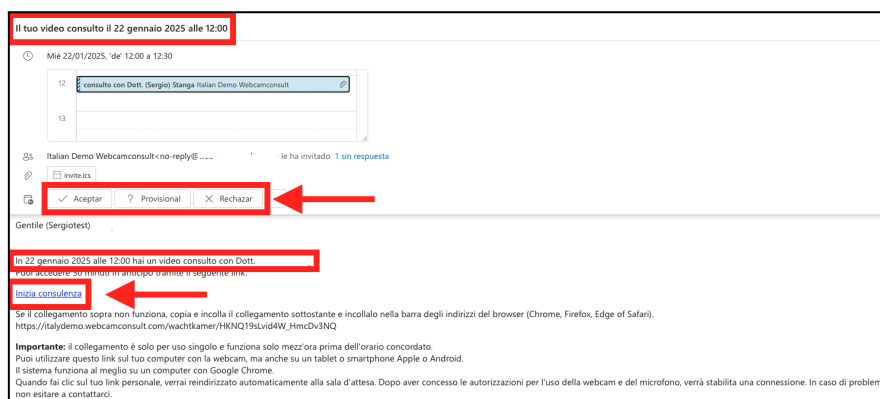 Il tuo video consulto il 22 gennaio 2025 alle 12:00
Mié 22/01/2025, 'de' 12:00 a 12:30
12
consulto con Dott. (Sergio) Stanga Italian Demo Webcamconsult
13
Italian Demo Webcamconsult<no-reply@ le ha invitado 1 sin respuesta
invite.ics
Aceptar ? Provisional Rechazar
Gentile (Sergiotest)
In 22 gennaio 2025 alle 12:00 hai un video consulto con Dott.
Puoi accedere 30 minuti in anticipo tramite il seguente link.
Inizia consulenza
Se il collegamento sopra non funziona, copia e incolla il collegamento sottostante e incollalo nella barra degli indirizzi del browser (Chrome, Firefox, Edge of Safari).
https://italydemo.webcamconsult.com/wachtkamer/HKNQ19sLvid4W_HmcDv3NQ
Importante: il collegamento è solo per uso singolo e funziona solo mezz'ora prima dell'orario concordato.
Puoi utilizzare questo link sul tuo computer con la webcam, ma anche su un tablet o smartphone Apple o Android.
Il sistema funziona al meglio su un computer con Google Chrome.
Quando fai clic sul tuo link personale, verrai reindirizzato automaticamente alla sala d'attesa. Dopo aver concesso le autorizzazioni per l'uso della webcam e del microfono, verrà stabilita una connessione. In caso di problem
non esitare a contattarci.